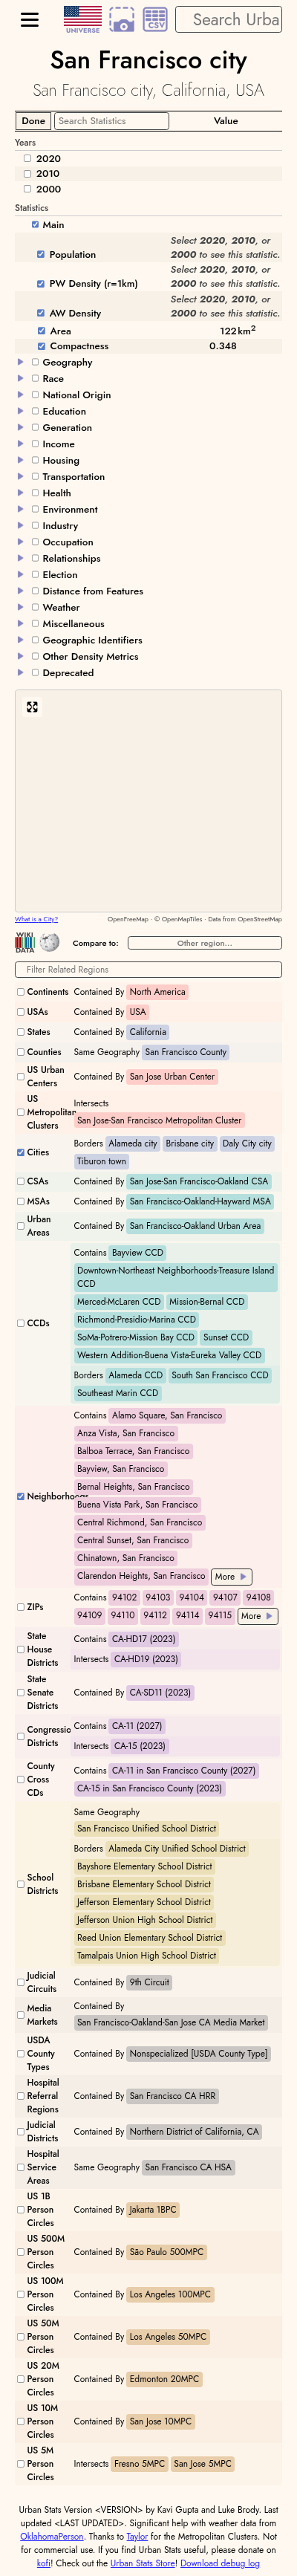 UNIVERSE
CSV
Search Urba
San Francisco city
San Francisco city, California, USA
Done Search Statistics Value
Years
2020
2010
2000
Statistics
Main
Population Select 2020, 2010, or 2000 to see this statistic.
PW Density (r=1km) Select 2020, 2010, or 2000 to see this statistic.
AW Density Select 2020, 2010, or 2000 to see this statistic.
Area 122km2
Compactness 0.348
Geography
Race
National Origin
Education
Generation
Income
Housing
Transportation
Health
Environment
Industry
Occupation
Relationships
Election
Distance from Features
Weather
Miscellaneous
Geographic Identifiers
Other Density Metrics
Deprecated
What is a City? OpenFreeMap · © OpenMapTiles · Data from OpenStreetMap
WIKI DATA Compare to: Other region...
Filter Related Regions
Continents Contained By North America
USAs Contained By USA
States Contained By California
Counties Same Geography San Francisco County
US Urban Centers Contained By San Jose Urban Center
US Metropolitan Clusters Intersects San Jose-San Francisco Metropolitan Cluster
Cities Borders Alameda city Brisbane city Daly City city
Tiburon town
CSAs Contained By San Jose-San Francisco-Oakland CSA
MSAs Contained By San Francisco-Oakland-Hayward MSA
Urban Areas Contained By San Francisco-Oakland Urban Area
CCDs Contains Bayview CCD
Downtown-Northeast Neighborhoods-Treasure Island CCD
Merced-McLaren CCD Mission-Bernal CCD
Richmond-Presidio-Marina CCD
SoMa-Potrero-Mission Bay CCD Sunset CCD
Western Addition-Buena Vista-Eureka Valley CCD
Borders Alameda CCD South San Francisco CCD
Southeast Marin CCD
Neighborhoods Contains Alamo Square, San Francisco
Anza Vista, San Francisco
Balboa Terrace, San Francisco
Bayview, San Francisco
Bernal Heights, San Francisco
Buena Vista Park, San Francisco
Central Richmond, San Francisco
Central Sunset, San Francisco
Chinatown, San Francisco
Clarendon Heights, San Francisco More
ZIPs Contains 94102 94103 94104 94107 94108
94109 94110 94112 94114 94115 More
State House Districts Contains CA-HD17 (2023)
Intersects CA-HD19 (2023)
State Senate Districts Contained By CA-SD11 (2023)
Congressio Districts Contains CA-11 (2027)
Intersects CA-15 (2023)
County Cross CDs Contains CA-11 in San Francisco County (2027)
CA-15 in San Francisco County (2023)
School Districts Same Geography
San Francisco Unified School District
Borders Alameda City Unified School District
Bayshore Elementary School District
Brisbane Elementary School District
Jefferson Elementary School District
Jefferson Union High School District
Reed Union Elementary School District
Tamalpais Union High School District
Judicial Circuits Contained By 9th Circuit
Media Markets Contained By
San Francisco-Oakland-San Jose CA Media Market
USDA County Types Contained By Nonspecialized [USDA County Type]
Hospital Referral Regions Contained By San Francisco CA HRR
Judicial Districts Contained By Northern District of California, CA
Hospital Service Areas Same Geography San Francisco CA HSA
US 1B Person Circles Contained By Jakarta 1BPC
US 500M Person Circles Contained By São Paulo 500MPC
US 100M Person Circles Contained By Los Angeles 100MPC
US 50M Person Circles Contained By Los Angeles 50MPC
US 20M Person Circles Contained By Edmonton 20MPC
US 10M Person Circles Contained By San Jose 10MPC
US 5M Person Circles Intersects Fresno 5MPC San Jose 5MPC
Urban Stats Version <VERSION> by Kavi Gupta and Luke Brody. Last
updated <LAST UPDATED>. Significant help with weather data from
OklahomaPerson. Thanks to Taylor for the Metropolitan Clusters. Not
for commercial use. If you find Urban Stats useful, please donate on
kofi! Check out the Urban Stats Store! Download debug log